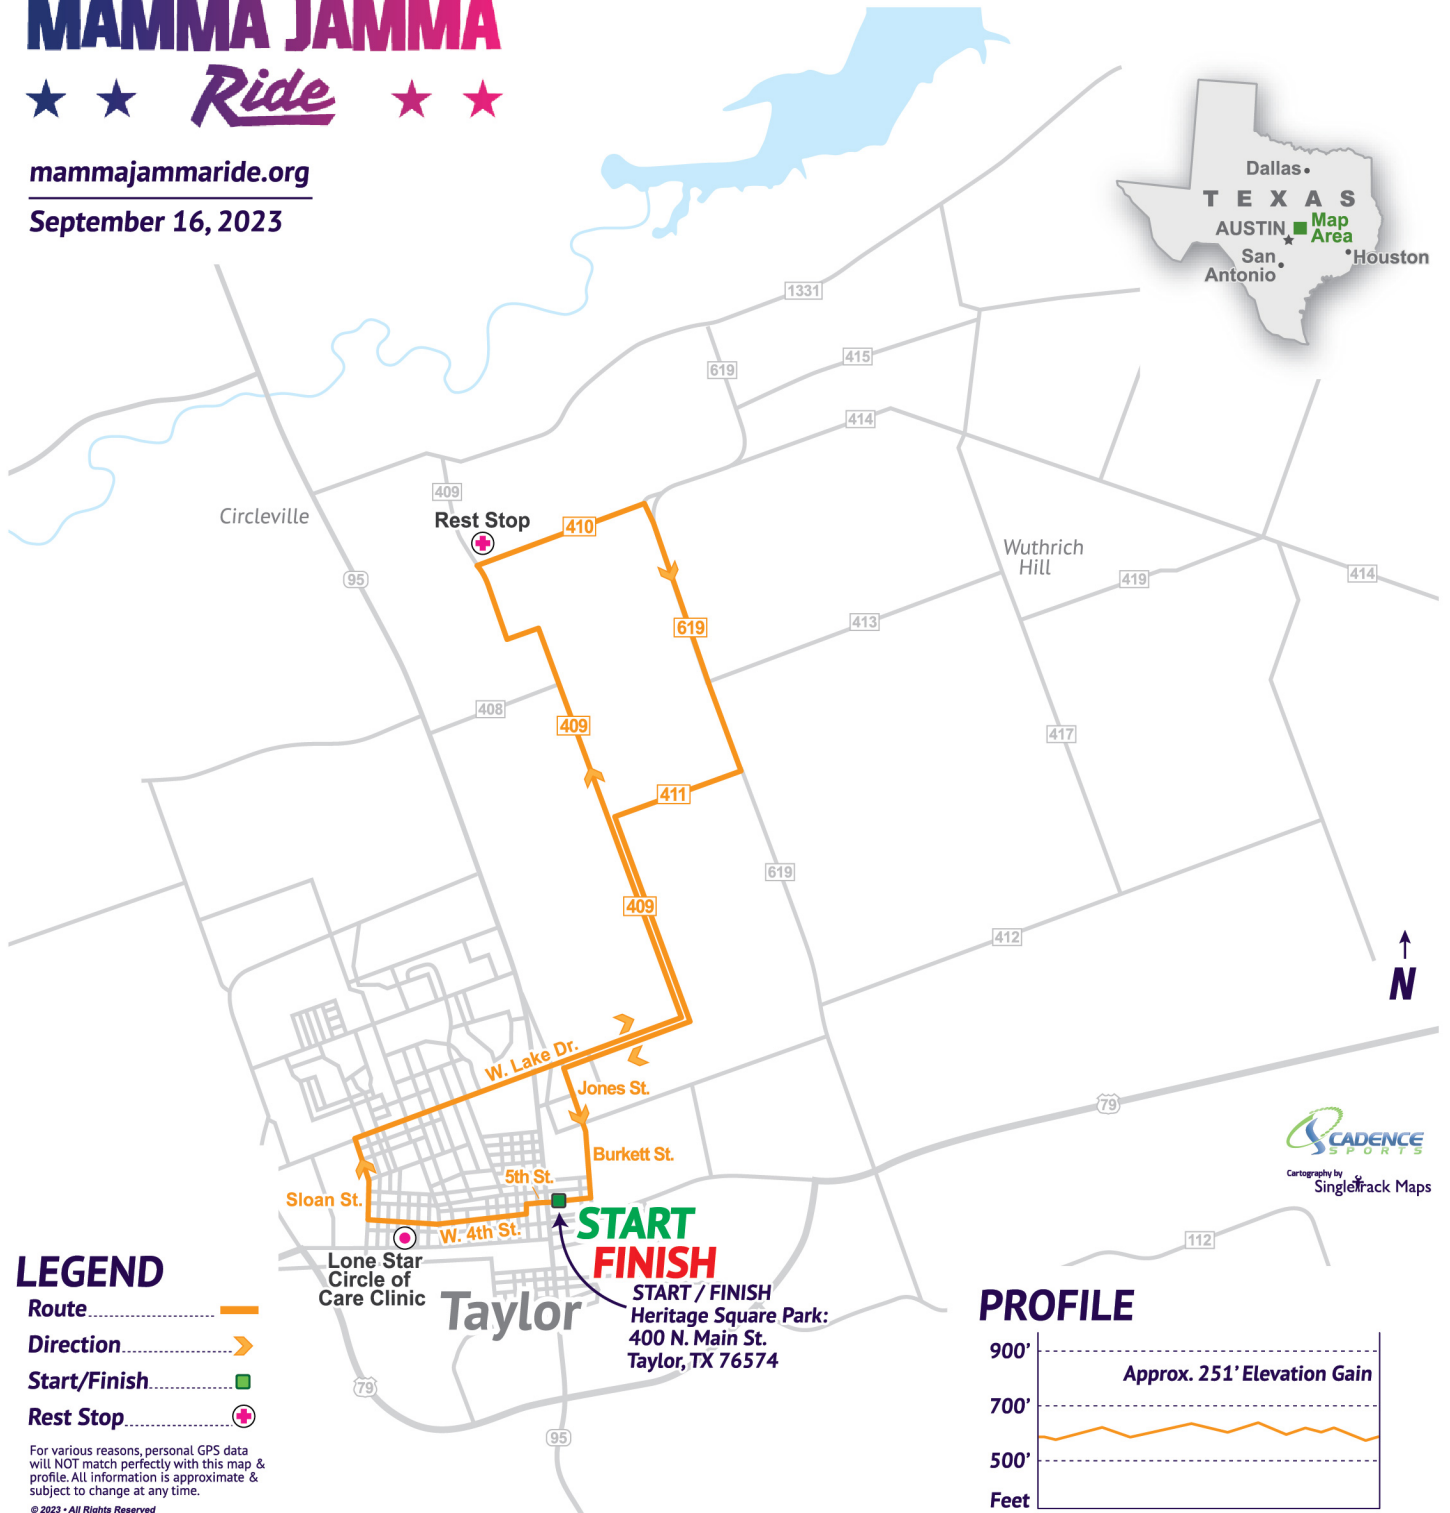 MAMMA JAMMA
Ride
mammajammaride.org
September 16, 2023
Dallas
TEXAS
AUSTIN
Map
Area
San
Antonio
Houston
1331
619
415
414
409
Circleville
Rest Stop
410
95
Wuthrich
Hill
419
414
619
413
408
409
417
411
619
409
412
N
W. Lake Dr.
Jones St.
79
CADENCE
SPORTS
Cartography by
SingleTrack Maps
Burkett St.
5th St.
Sloan St.
W. 4th St.
START
FINISH
112
Lone Star
Circle of
Care Clinic
Taylor
START / FINISH
Heritage Square Park:
400 N. Main St.
Taylor, TX 76574
79
95
LEGEND
Route
Direction
Start/Finish
Rest Stop
For various reasons, personal GPS data
will NOT match perfectly with this map &
profile. All information is approximate &
subject to change at any time.
© 2023 • All Rights Reserved
PROFILE
900'
Approx. 251' Elevation Gain
700'
500'
Feet